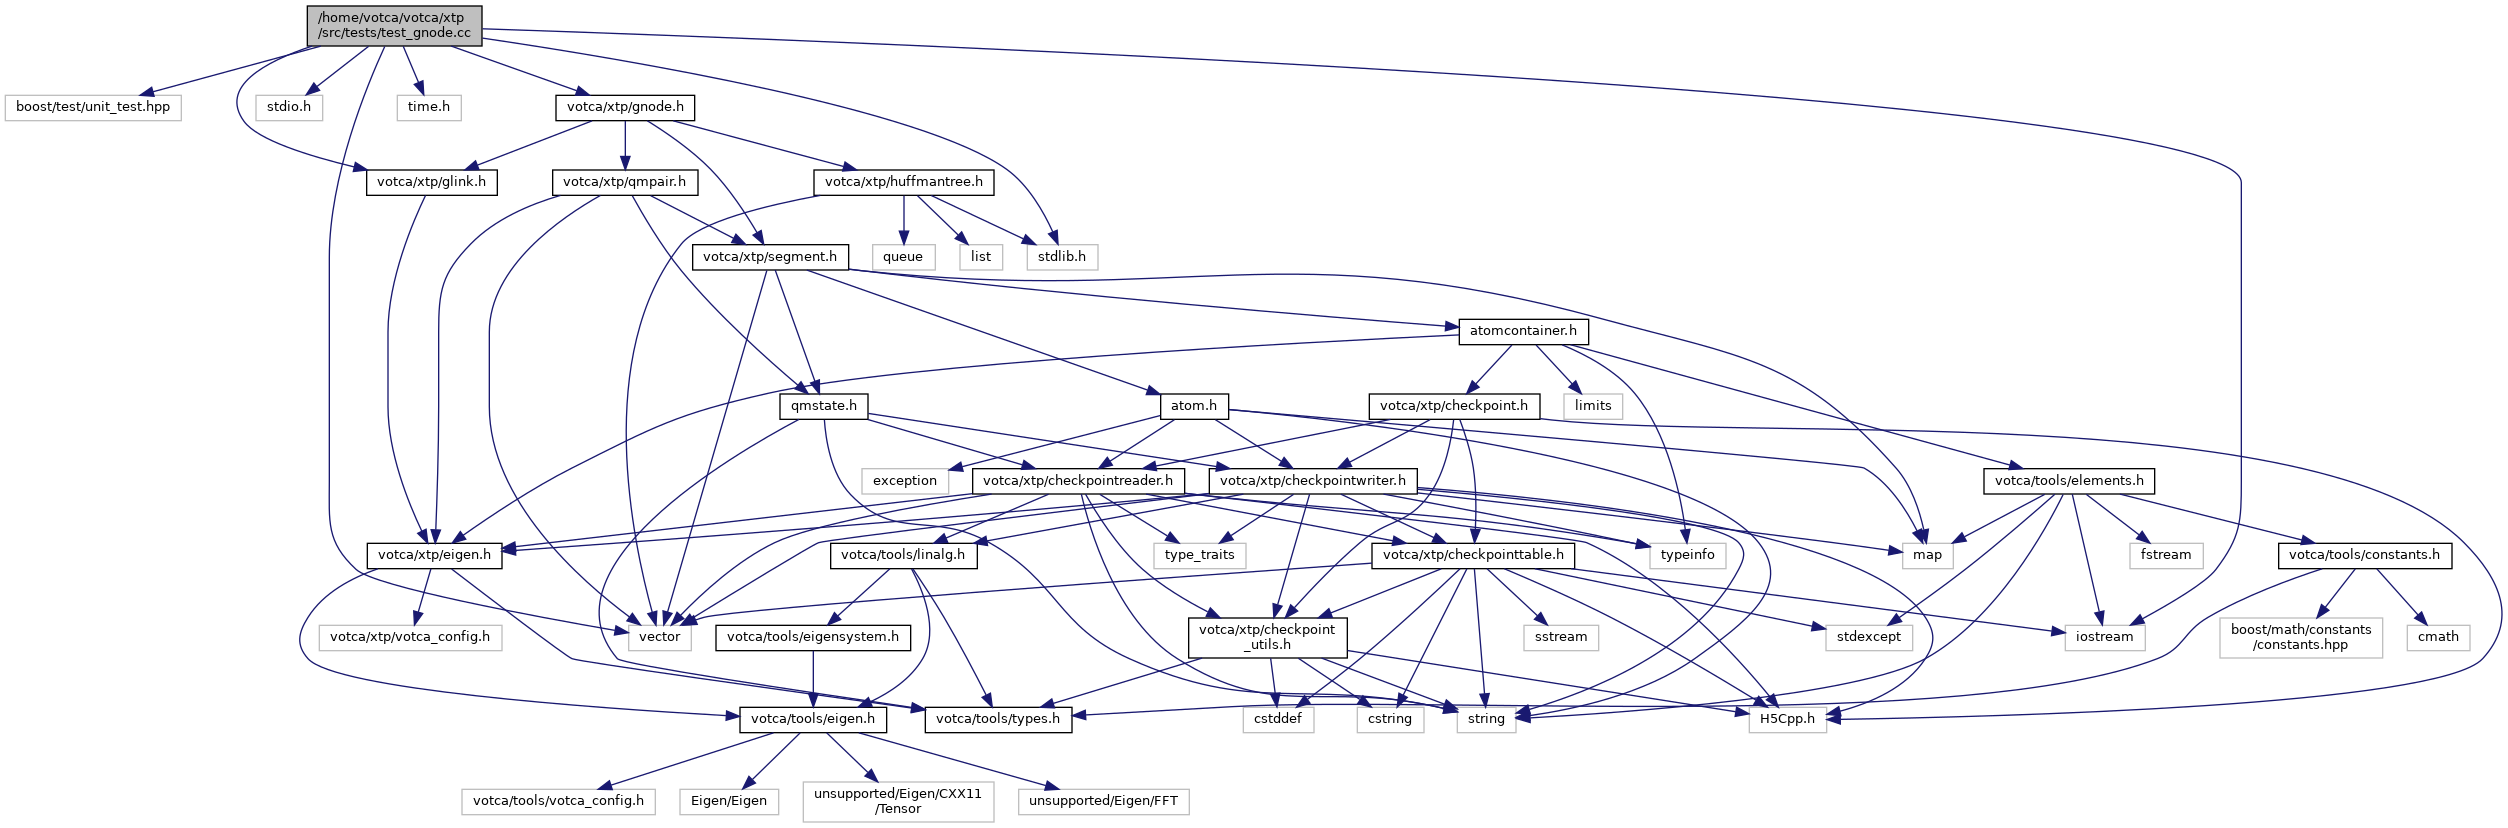 /home/votca/votca/xtp
/src/tests/test_gnode.cc
boost/test/unit_test.hpp
stdio.h
time.h
votca/xtp/gnode.h
votca/xtp/glink.h
votca/xtp/qmpair.h
votca/xtp/huffmantree.h
votca/xtp/segment.h
queue
list
stdlib.h
atomcontainer.h
qmstate.h
atom.h
votca/xtp/checkpoint.h
limits
exception
votca/xtp/checkpointreader.h
votca/xtp/checkpointwriter.h
votca/tools/elements.h
votca/xtp/eigen.h
votca/tools/linalg.h
type_traits
votca/xtp/checkpointtable.h
typeinfo
map
fstream
votca/tools/constants.h
votca/xtp/votca_config.h
vector
votca/tools/eigensystem.h
votca/xtp/checkpoint
_utils.h
sstream
stdexcept
iostream
boost/math/constants
/constants.hpp
cmath
votca/tools/eigen.h
votca/tools/types.h
cstddef
cstring
string
H5Cpp.h
votca/tools/votca_config.h
Eigen/Eigen
unsupported/Eigen/CXX11
/Tensor
unsupported/Eigen/FFT